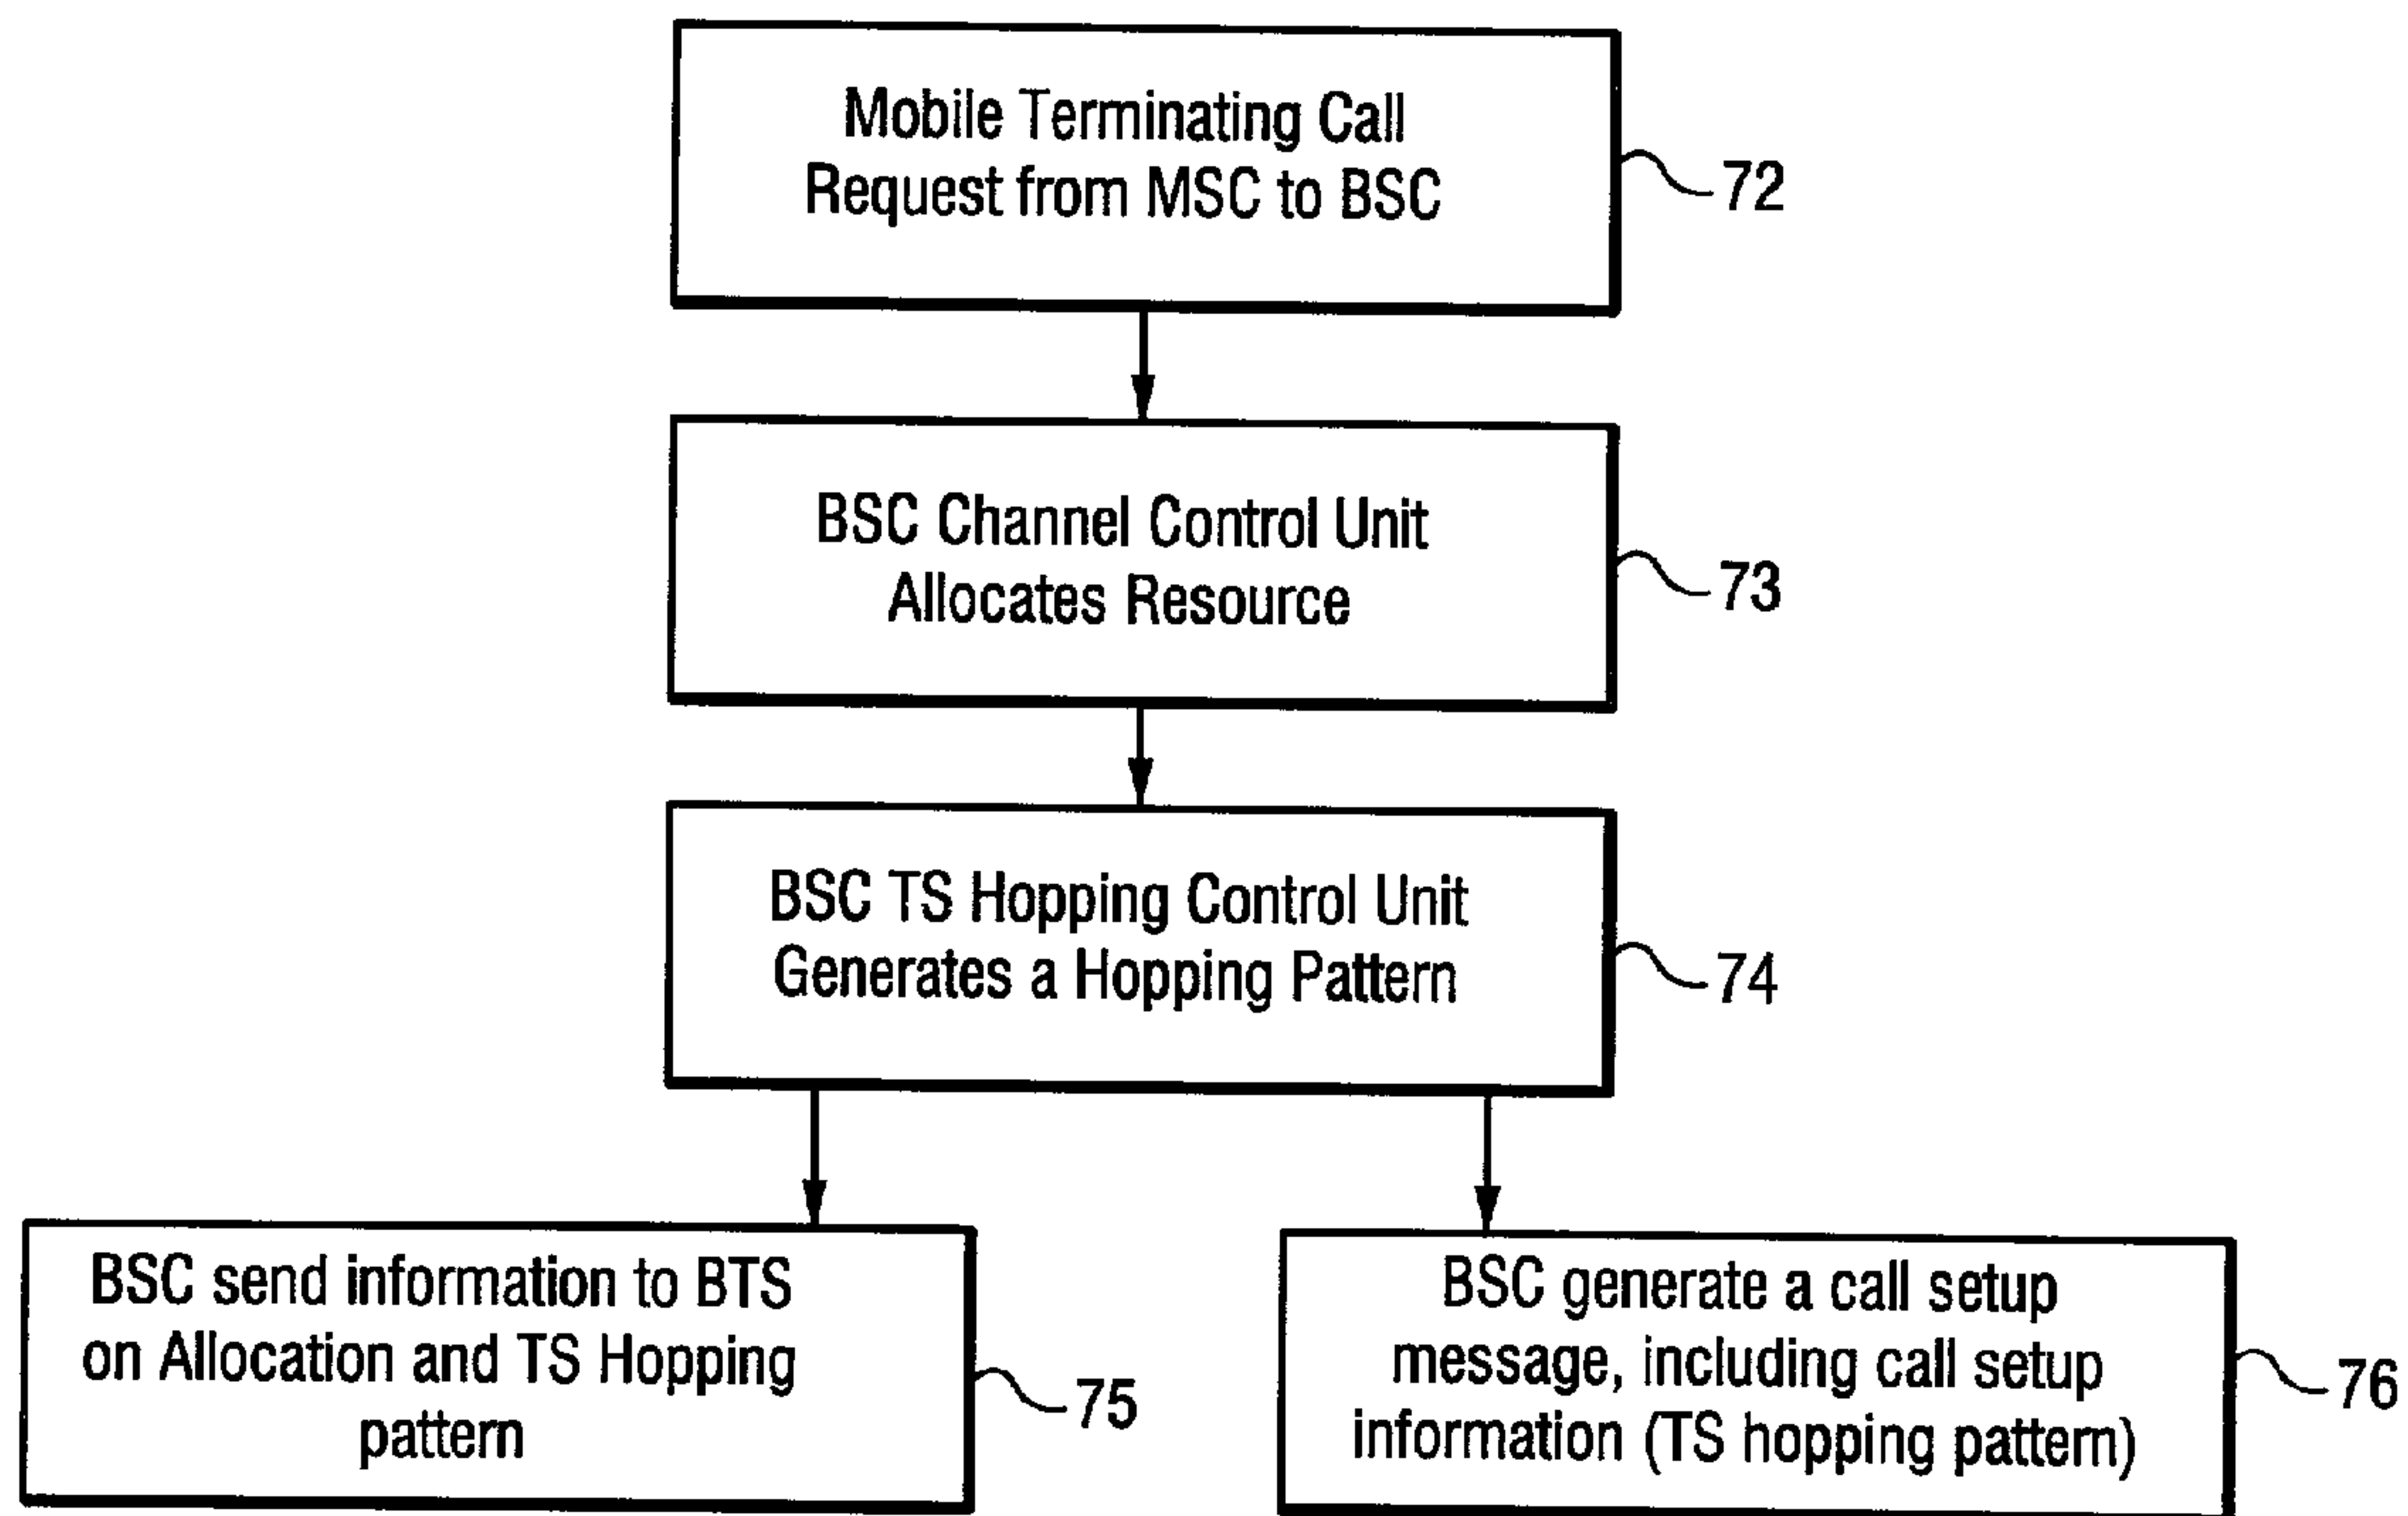 Mobile Terminating Call
Request from MSC to BSC
72
BSC Channel Control Unit
Allocates Resource
73
BSC TS Hopping Control Unit
Generates a Hopping Pattern
74
BSC send information to BTS
on Allocation and TS Hopping
pattern
75
BSC generate a call setup
message, including call setup
information (TS hopping pattern)
76